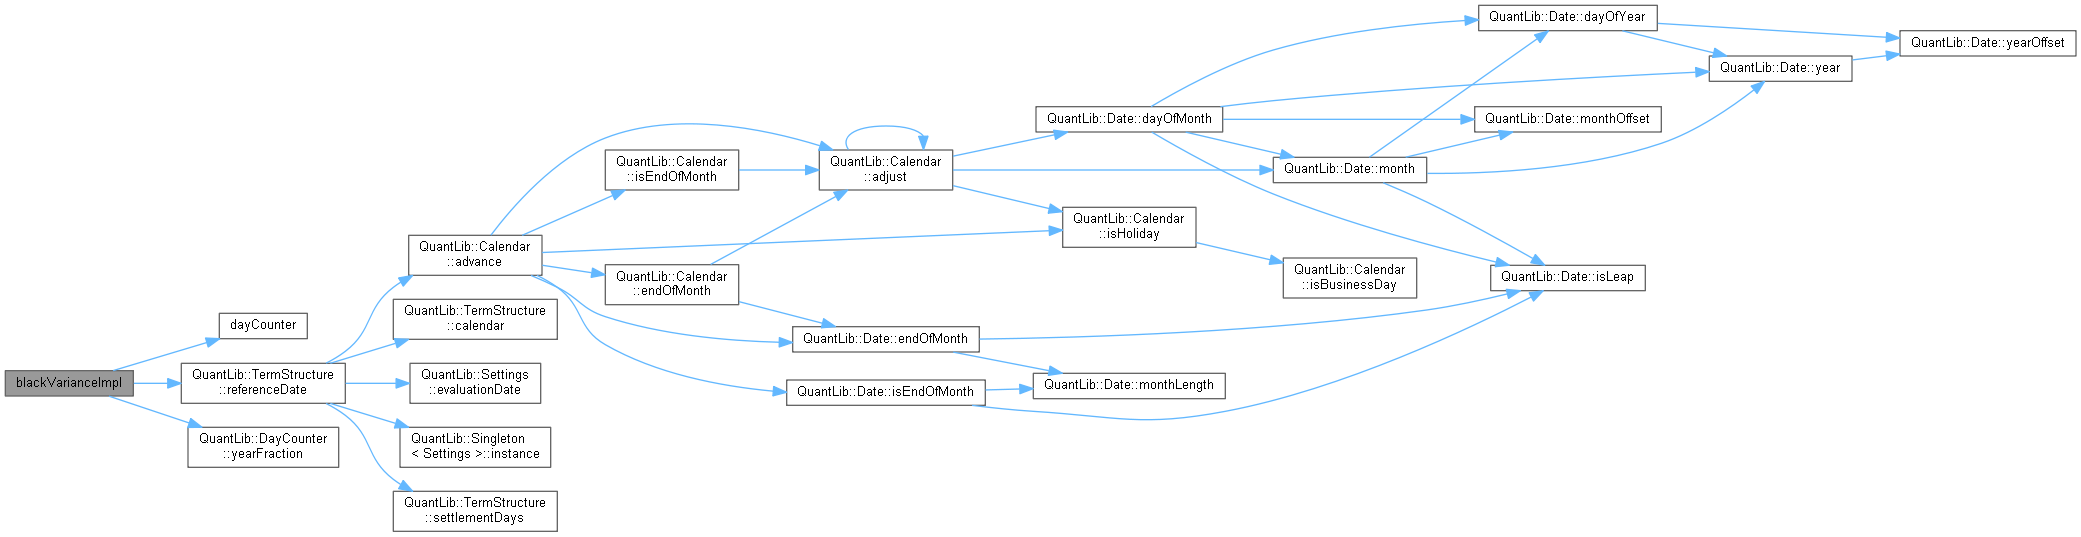 blackVarianceImpl
dayCounter
QuantLib::TermStructure
::referenceDate
QuantLib::DayCounter
::yearFraction
QuantLib::Calendar
::advance
QuantLib::TermStructure
::calendar
QuantLib::Settings
::evaluationDate
QuantLib::Singleton
< Settings >::instance
QuantLib::TermStructure
::settlementDays
QuantLib::Calendar
::isEndOfMonth
QuantLib::Calendar
::endOfMonth
QuantLib::Calendar
::adjust
QuantLib::Date::endOfMonth
QuantLib::Date::isEndOfMonth
QuantLib::Date::dayOfMonth
QuantLib::Calendar
::isHoliday
QuantLib::Date::monthLength
QuantLib::Date::month
QuantLib::Calendar
::isBusinessDay
QuantLib::Date::dayOfYear
QuantLib::Date::monthOffset
QuantLib::Date::isLeap
QuantLib::Date::year
QuantLib::Date::yearOffset